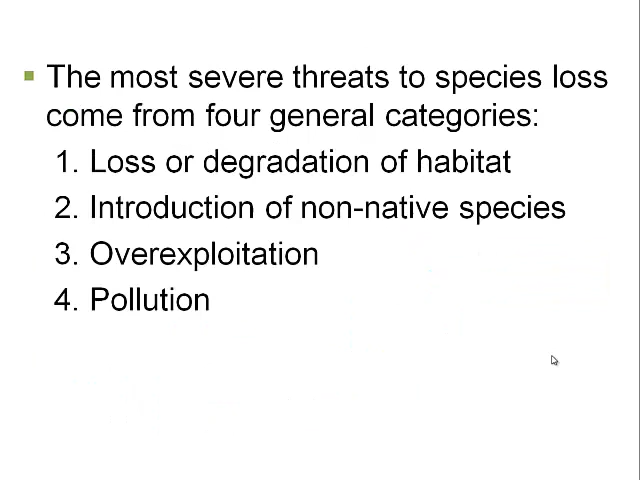 The most severe threats to species loss
come from four general categories:
1. Loss or degradation of habitat
2. Introduction of non-native species
3. Overexploitation
4. Pollution